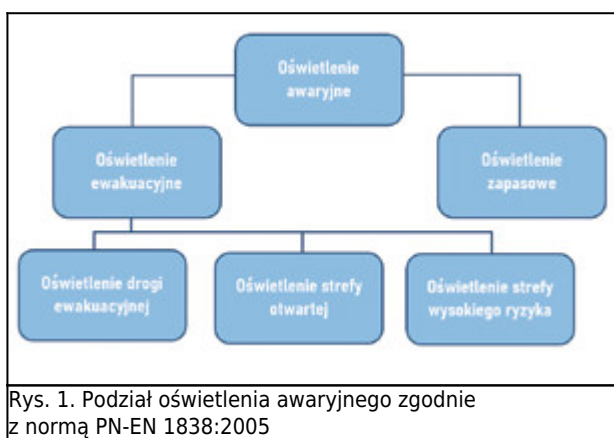 Oświetlenie
awaryjne
Oświetlenie
ewakuacyjne
Oświetlenie
zapasowe
Oświetlenie drogi
ewakuacyjnej
Oświetlenie strefy
otwartej
Oświetlenie strefy
wysokiego ryzyka
Rys. 1. Podział oświetlenia awaryjnego zgodnie
z normą PN-EN 1838:2005